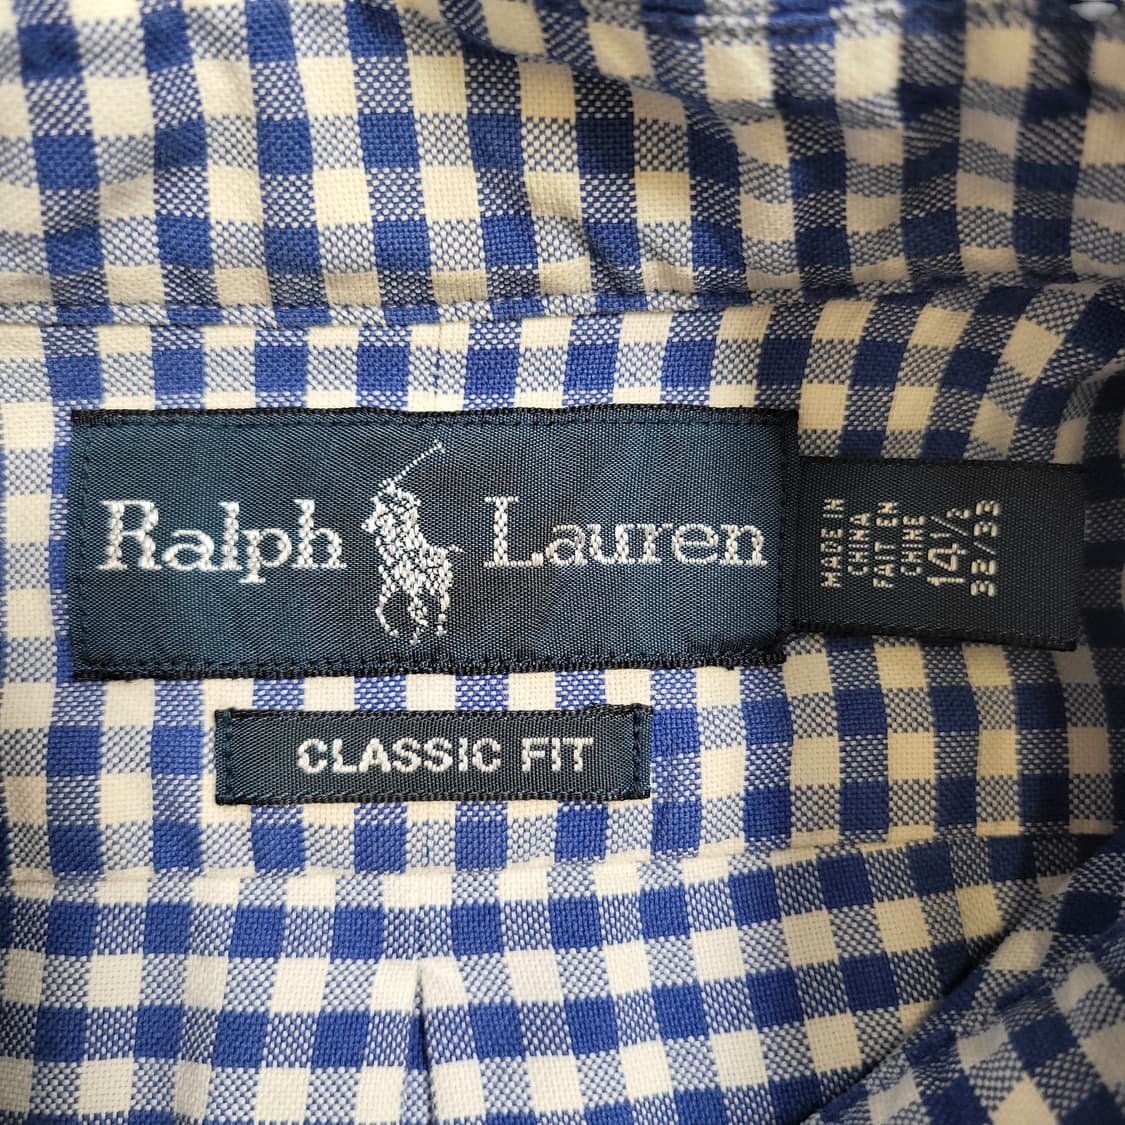 Ralph Lauren
MADE IN
CHINA
FAIT EN
CHINE
14½
32/33
CLASSIC FIT